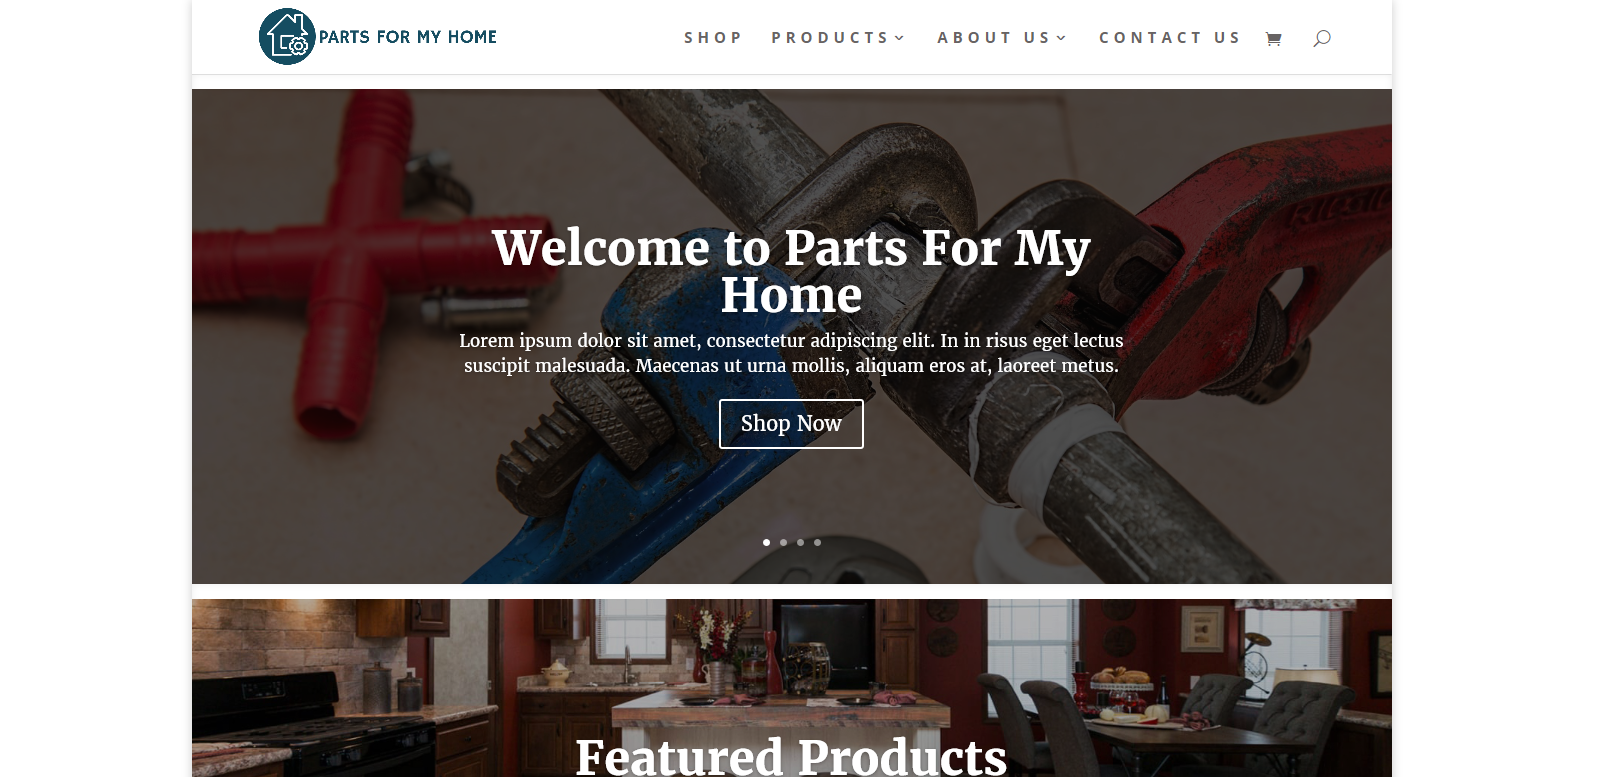 PARTS FOR MY HOME
SHOP PRODUCTS ABOUT US CONTACT US
Welcome to Parts For My
Home
Lorem ipsum dolor sit amet, consectetur adipiscing elit. In in risus eget lectus
suscipit malesuada. Maecenas ut urna mollis, aliquam eros at, laoreet metus.
Shop Now
Featured Products